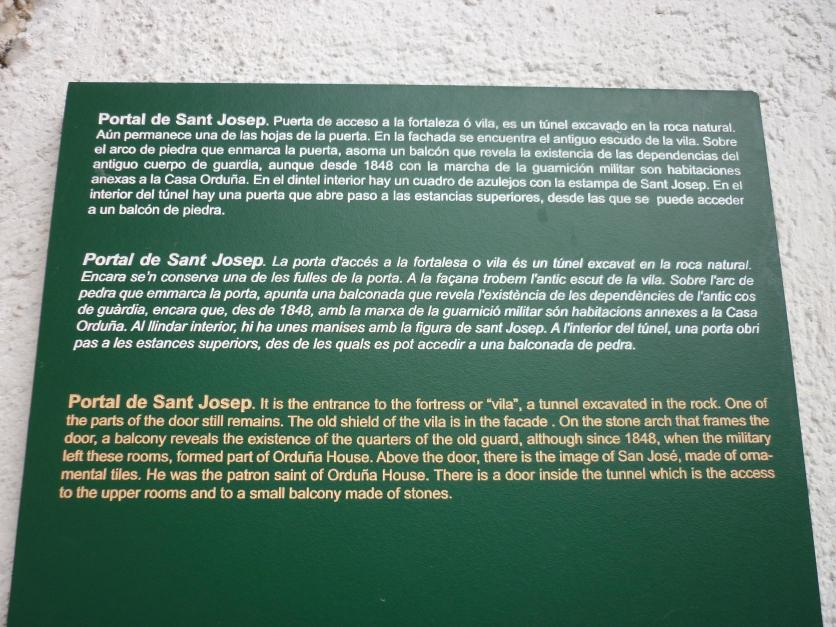 Portal de Sant Josep. Puerta de acceso a la fortaleza ó vila, es un túnel excavado en la roca natural.
Aún permanece una de las hojas de la puerta. En la fachada se encuentra el antiguo escudo de la vila. Sobre
el arco de piedra que enmarca la puerta, asoma un balcón que revela la existencia de las dependencias del
antiguo cuerpo de guardia, aunque desde 1848 con la marcha de la guarnición militar son habitaciones
anexas a la Casa Orduña. En el dintel interior hay un cuadro de azulejos con la estampa de Sant Josep. En el
interior del túnel hay una puerta que abre paso a las estancias superiores, desde las que se puede acceder
a un balcón de piedra.
Portal de Sant Josep. La porta d'accés a la fortalesa o vila és un túnel excavat en la roca natural.
Encara se'n conserva una de les fulles de la porta. A la façana trobem l'antic escut de la vila. Sobre l'arc de
pedra que emmarca la porta, apunta una balconada que revela l'existència de les dependències de l'antic cos
de guàrdia, encara que, des de 1848, amb la marxa de la guarnició militar són habitacions annexes a la Casa
Orduña. Al llindar interior, hi ha unes manises amb la figura de sant Josep. A l'interior del túnel, una porta obri
pas a les estances superiors, des de les quals es pot accedir a una balconada de pedra.
Portal de Sant Josep. It is the entrance to the fortress or “vila”, a tunnel excavated in the rock. One of
the parts of the door still remains. The old shield of the vila is in the facade . On the stone arch that frames the
door, a balcony reveals the existence of the quarters of the old guard, although since 1848, when the military
left these rooms, formed part of Orduña House. Above the door, there is the image of San José, made of orna-
mental tiles. He was the patron saint of Orduña House. There is a door inside the tunnel which is the access
to the upper rooms and to a small balcony made of stones.